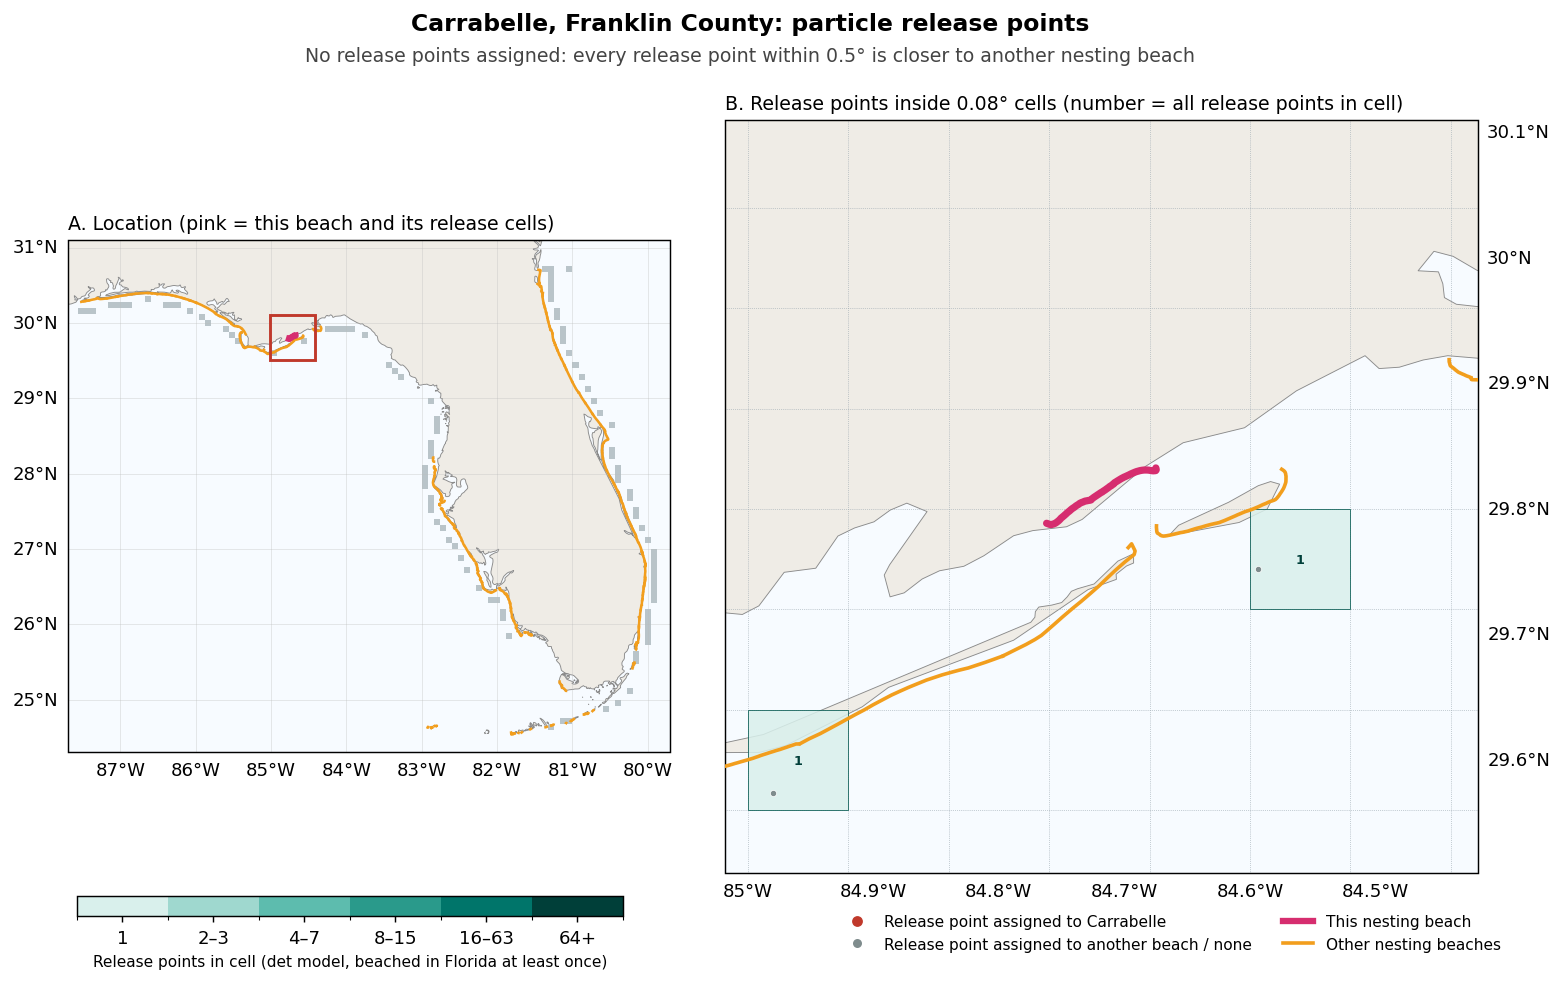 Carrabelle, Franklin County: particle release points
No release points assigned: every release point within 0.5° is closer to another nesting beach
A. Location (pink = this beach and its release cells)
31°N
30°N
29°N
28°N
27°N
26°N
25°N
87°W 86°W 85°W 84°W 83°W 82°W 81°W 80°W
1 2–3 4–7 8–15 16–63 64+
Release points in cell (det model, beached in Florida at least once)
B. Release points inside 0.08° cells (number = all release points in cell)
30.1°N
30°N
29.9°N
29.8°N
29.7°N
29.6°N
1
1
85°W 84.9°W 84.8°W 84.7°W 84.6°W 84.5°W
Release point assigned to Carrabelle
Release point assigned to another beach / none
This nesting beach
Other nesting beaches